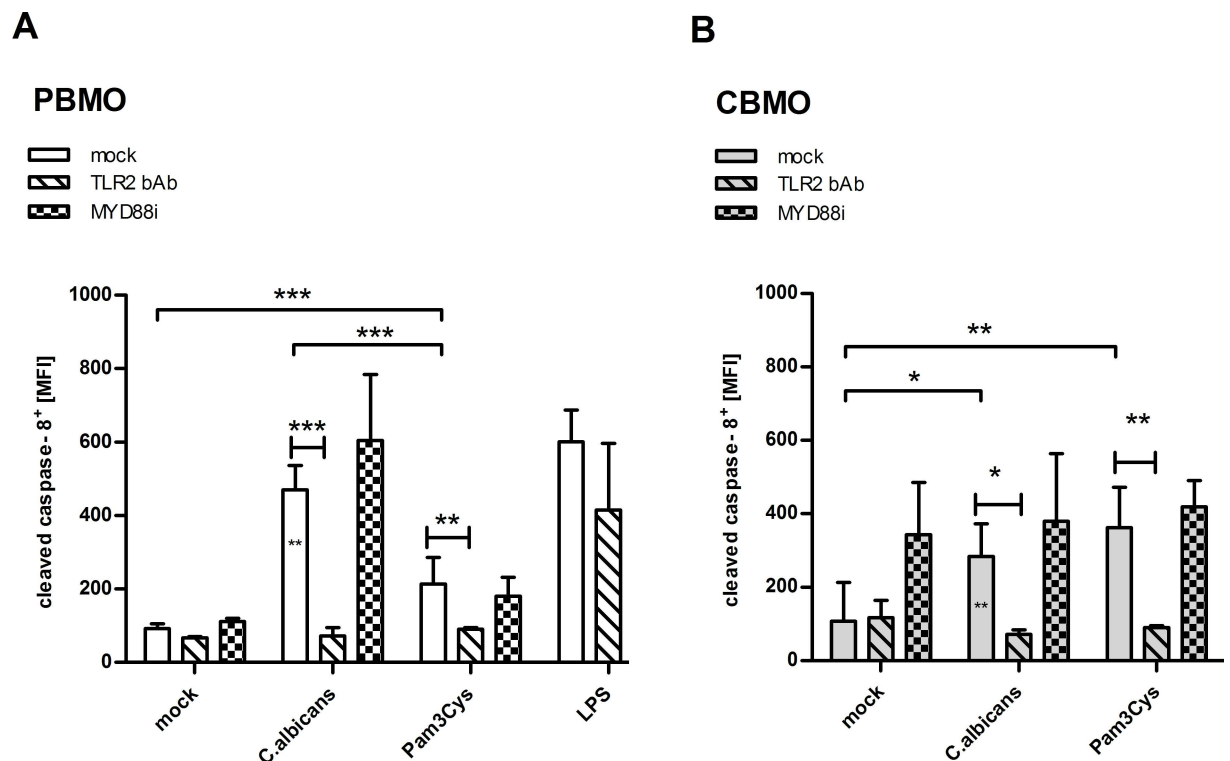 A
PBMO
mock
TLR2 bAb
MYD88i
cleaved caspase- 8+ [MFI]
1000
800
600
400
200
0
***
***
***
**
**
mock
C.albicans
Pam3Cys
LPS
B
CBMO
mock
TLR2 bAb
MYD88i
cleaved caspase- 8+ [MFI]
1000
800
600
400
200
0
**
*
**
*
**
mock
C.albicans
Pam3Cys